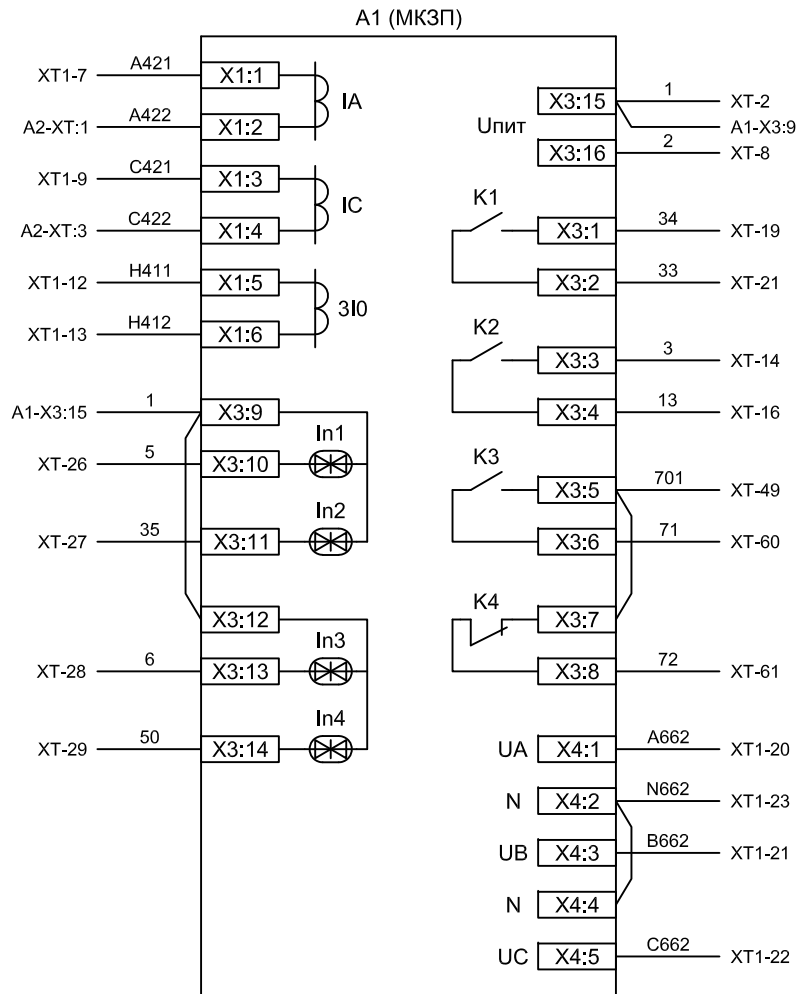 A1 (МКЗП)
XT1-7 A421 X1:1
IA
A2-XT:1 A422 X1:2
XT1-9 C421 X1:3
IC
A2-XT:3 C422 X1:4
XT1-12 H411 X1:5
3I0
XT1-13 H412 X1:6
A1-X3:15 1 X3:9
In1
XT-26 5 X3:10
In2
XT-27 35 X3:11
X3:12
In3
XT-28 6 X3:13
In4
XT-29 50 X3:14
X3:15 1 XT-2
Uпит
A1-X3:9
X3:16 2 XT-8
K1
X3:1 34 XT-19
X3:2 33 XT-21
K2
X3:3 3 XT-14
X3:4 13 XT-16
K3
X3:5 701 XT-49
X3:6 71 XT-60
K4
X3:7
X3:8 72 XT-61
UA X4:1 A662 XT1-20
N X4:2 N662 XT1-23
UB X4:3 B662 XT1-21
N X4:4
UC X4:5 C662 XT1-22